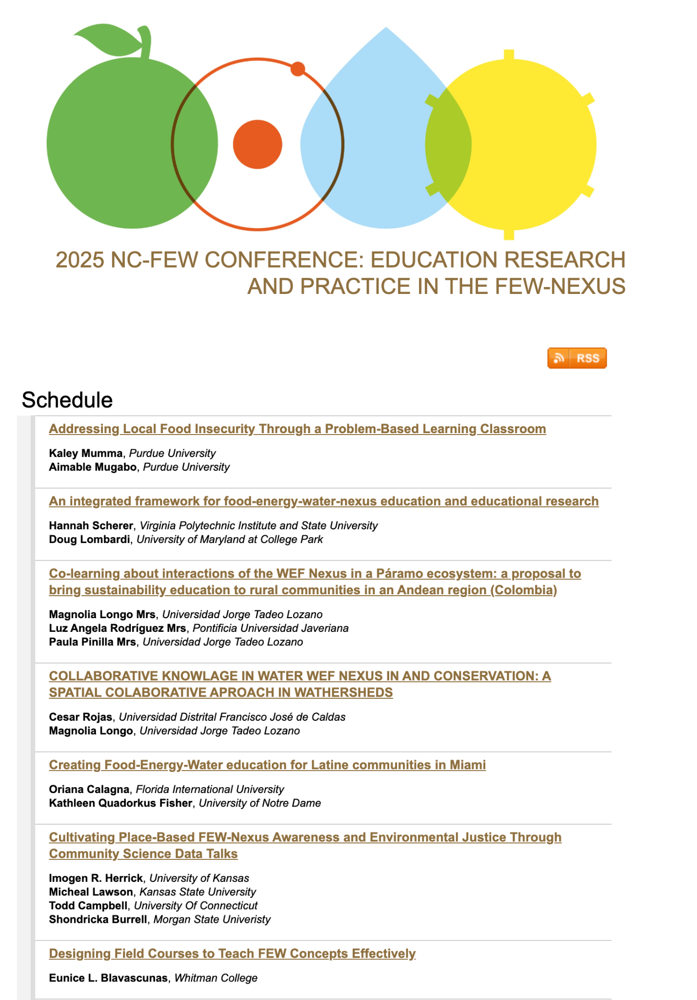 2025 NC-FEW CONFERENCE: EDUCATION RESEARCH
AND PRACTICE IN THE FEW-NEXUS
RSS
Schedule
Addressing Local Food Insecurity Through a Problem-Based Learning Classroom
Kaley Mumma, Purdue University
Aimable Mugabo, Purdue University
An integrated framework for food-energy-water-nexus education and educational research
Hannah Scherer, Virginia Polytechnic Institute and State University
Doug Lombardi, University of Maryland at College Park
Co-learning about interactions of the WEF Nexus in a Páramo ecosystem: a proposal to
bring sustainability education to rural communities in an Andean region (Colombia)
Magnolia Longo Mrs, Universidad Jorge Tadeo Lozano
Luz Angela Rodríguez Mrs, Pontificia Universidad Javeriana
Paula Pinilla Mrs, Universidad Jorge Tadeo Lozano
COLLABORATIVE KNOWLAGE IN WATER WEF NEXUS IN AND CONSERVATION: A
SPATIAL COLABORATIVE APROACH IN WATHERSHEDS
Cesar Rojas, Universidad Distrital Francisco José de Caldas
Magnolia Longo, Universidad Jorge Tadeo Lozano
Creating Food-Energy-Water education for Latine communities in Miami
Oriana Calagna, Florida International University
Kathleen Quadorkus Fisher, University of Notre Dame
Cultivating Place-Based FEW-Nexus Awareness and Environmental Justice Through
Community Science Data Talks
Imogen R. Herrick, University of Kansas
Micheal Lawson, Kansas State University
Todd Campbell, University Of Connecticut
Shondricka Burrell, Morgan State Univeristy
Designing Field Courses to Teach FEW Concepts Effectively
Eunice L. Blavascunas, Whitman College